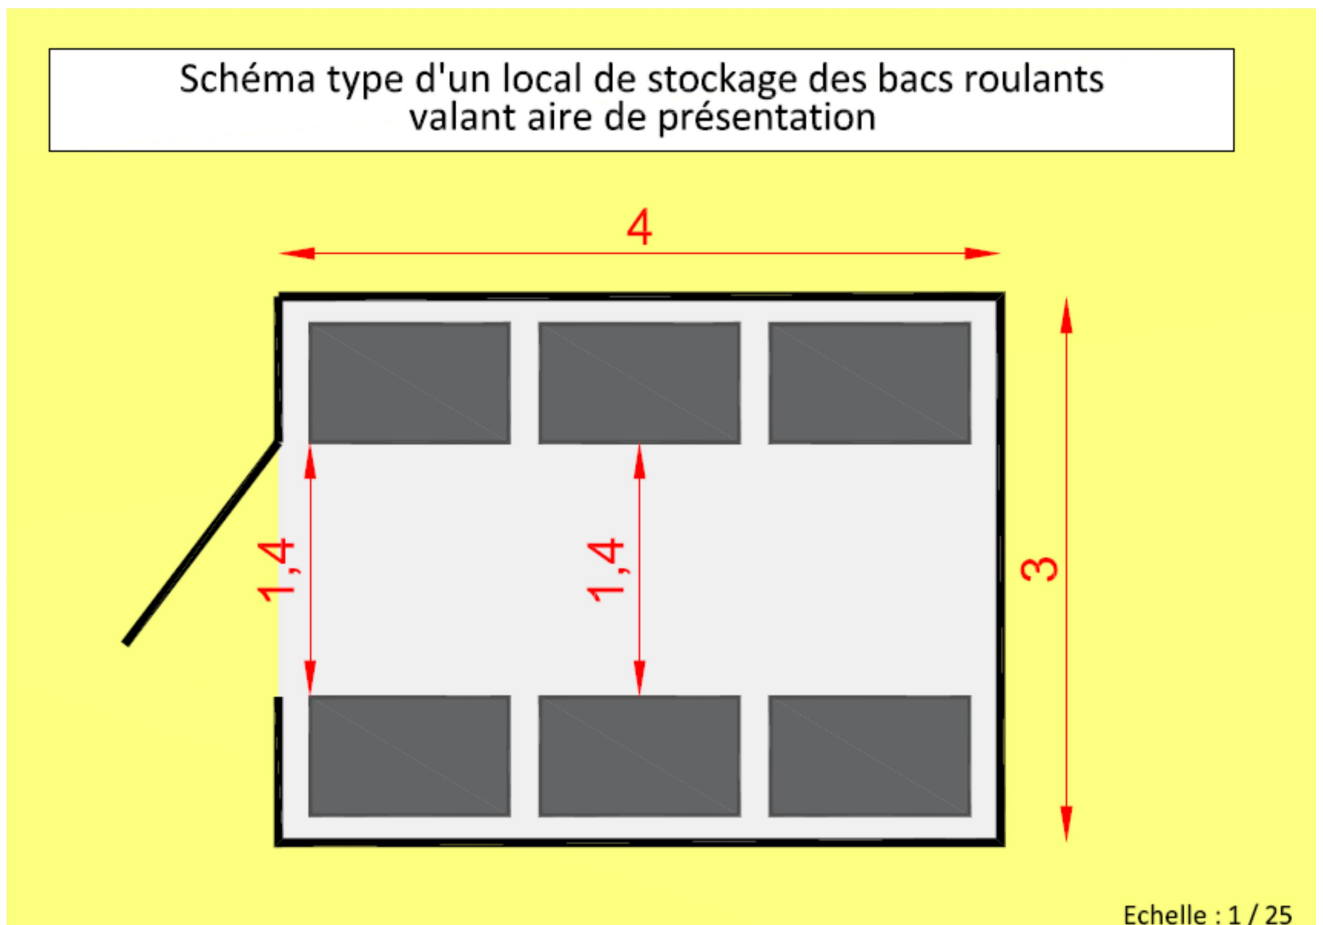 Schéma type d'un local de stockage des bacs roulants
valant aire de présentation
4
1,4
1,4
3
Echelle : 1 / 25